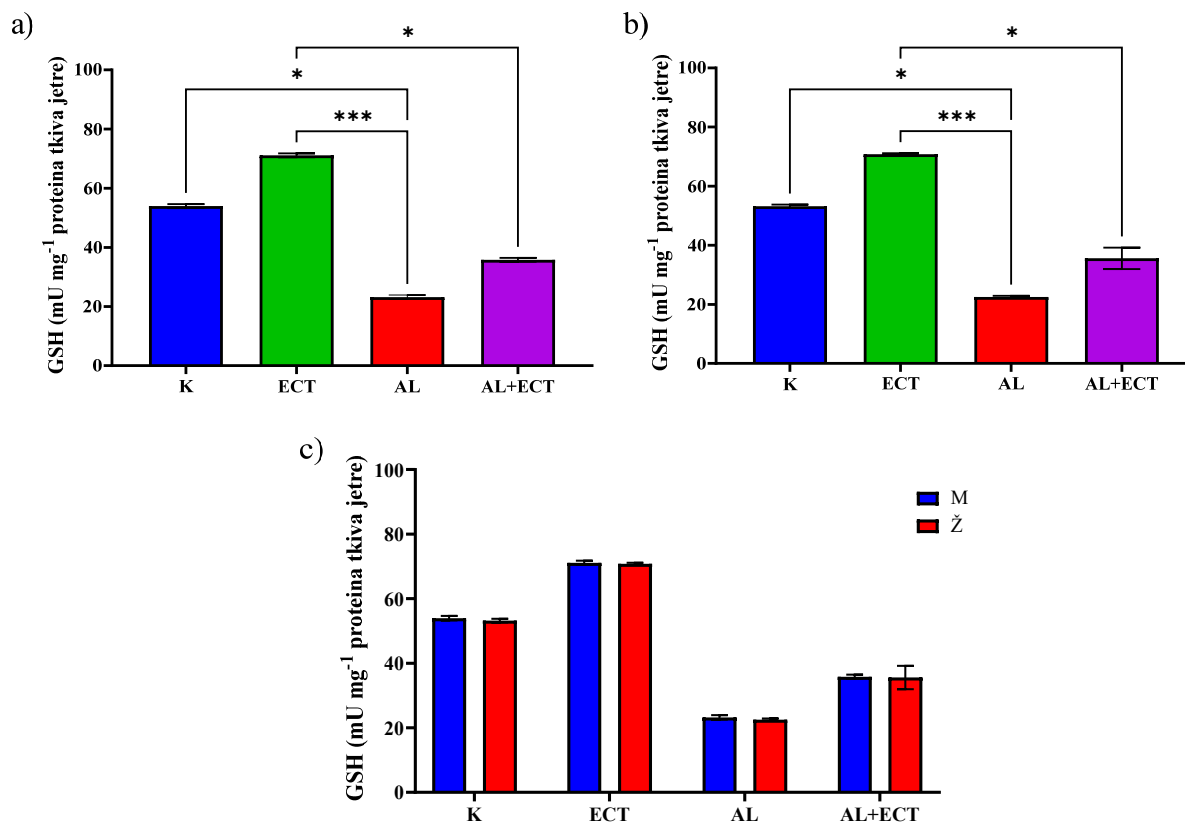 a)
GSH (mU mg⁻¹ proteina tkiva jetre)
100
80
60
40
20
0
*
*
***
K ECT AL AL+ECT
b)
GSH (mU mg⁻¹ proteina tkiva jetre)
100
80
60
40
20
0
*
*
***
K ECT AL AL+ECT
c)
GSH (mU mg⁻¹ proteina tkiva jetre)
100
80
60
40
20
0
M
Ž
K ECT AL AL+ECT